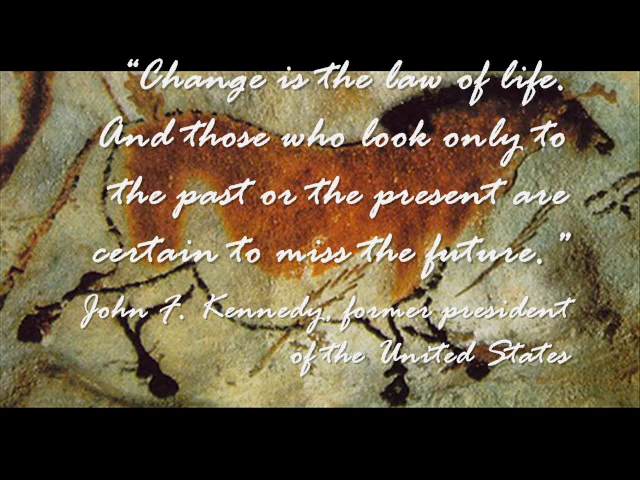 “Change is the law of life.
And those who look only to
the past or the present are
certain to miss the future.”
John F. Kennedy, former president
of the United States